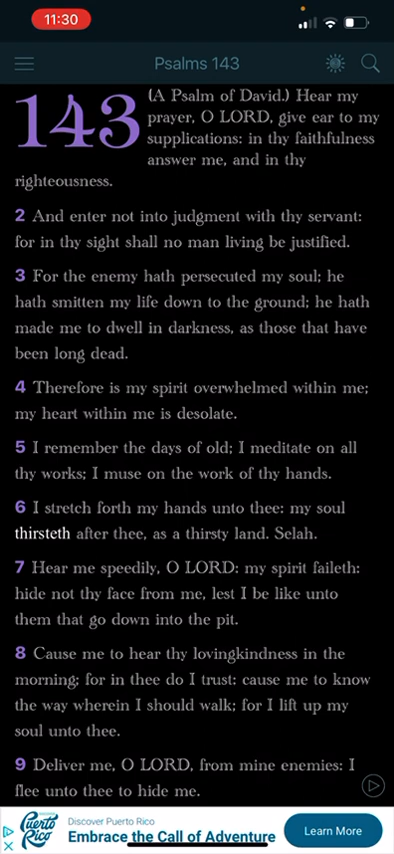 11:30
Psalms 143
143 (A Psalm of David.) Hear my
prayer, O LORD, give ear to my
supplications: in thy faithfulness
answer me, and in thy
righteousness.
2 And enter not into judgment with thy servant:
for in thy sight shall no man living be justified.
3 For the enemy hath persecuted my soul; he
hath smitten my life down to the ground; he hath
made me to dwell in darkness, as those that have
been long dead.
4 Therefore is my spirit overwhelmed within me;
my heart within me is desolate.
5 I remember the days of old; I meditate on all
thy works; I muse on the work of thy hands.
6 I stretch forth my hands unto thee: my soul
thirsteth after thee, as a thirsty land. Selah.
7 Hear me speedily, O LORD: my spirit faileth:
hide not thy face from me, lest I be like unto
them that go down into the pit.
8 Cause me to hear thy lovingkindness in the
morning; for in thee do I trust: cause me to know
the way wherein I should walk; for I lift up my
soul unto thee.
9 Deliver me, O LORD, from mine enemies: I
flee unto thee to hide me.
Puerto
Rico
Discover Puerto Rico
Embrace the Call of Adventure
Learn More